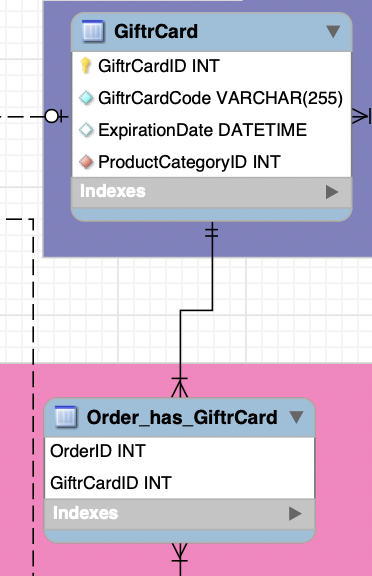 GiftrCard
GiftrCardID INT
GiftrCardCode VARCHAR(255)
ExpirationDate DATETIME
ProductCategoryID INT
Indexes
Order_has_GiftrCard
OrderID INT
GiftrCardID INT
Indexes